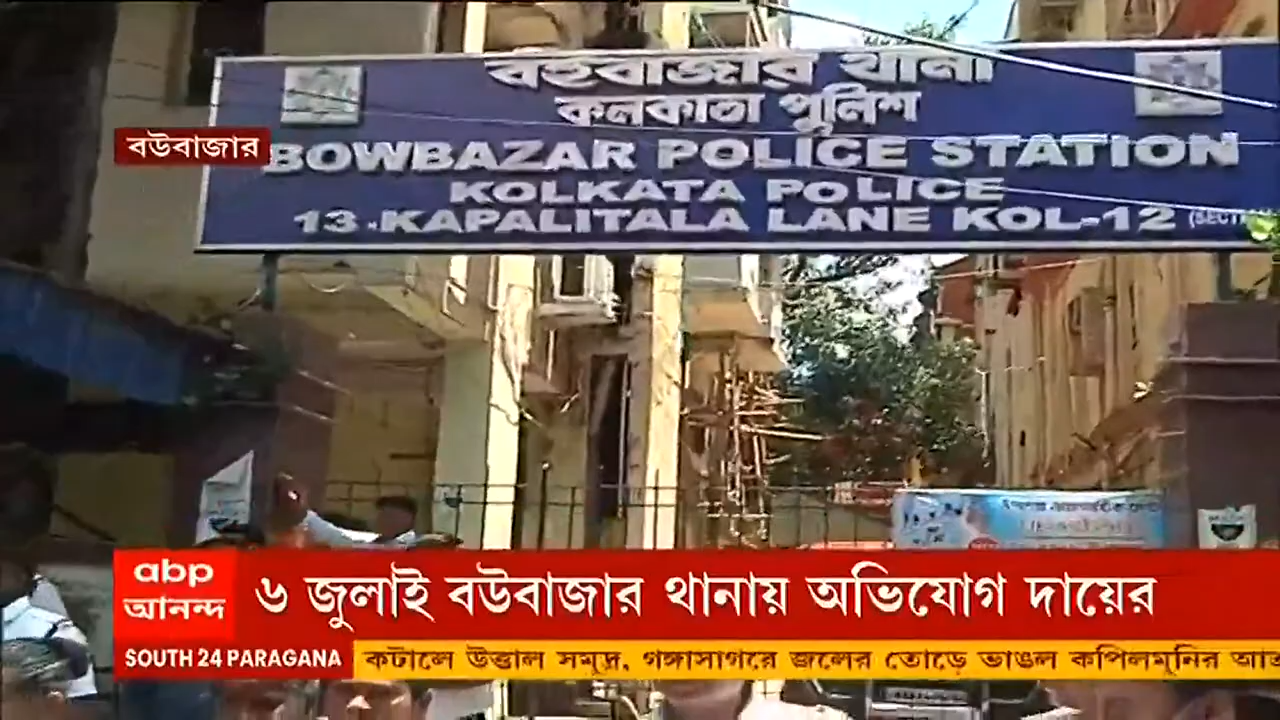 বউবাজার থানা
কলকাতা পুলিশ
বউবাজার
BOWBAZAR POLICE STATION
KOLKATA POLICE
13 KAPALITALA LANE KOL-12
abp
আনন্দ
৬ জুলাই বউবাজার থানায় অভিযোগ দায়ের
SOUTH 24 PARAGANA
কটালে উত্তাল সমুদ্র, গঙ্গাসাগরে জলের তোড়ে ভাঙল কপিলমুনির